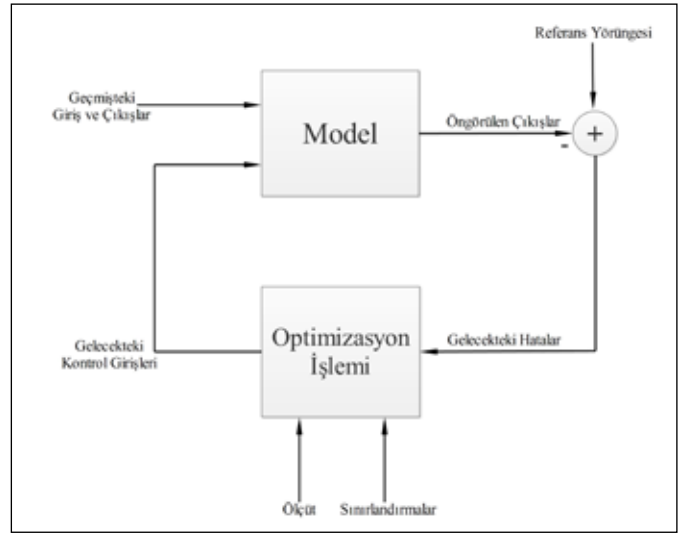 Referans Yörüngesi
Geçmişteki
Giriş ve Çıkışlar
Model
Öngörülen Çıkışlar
+
-
Optimizasyon
İşlemi
Gelecekteki
Kontrol Girişleri
Gelecekteki Hatalar
Ölçüt
Sınırlandırmalar